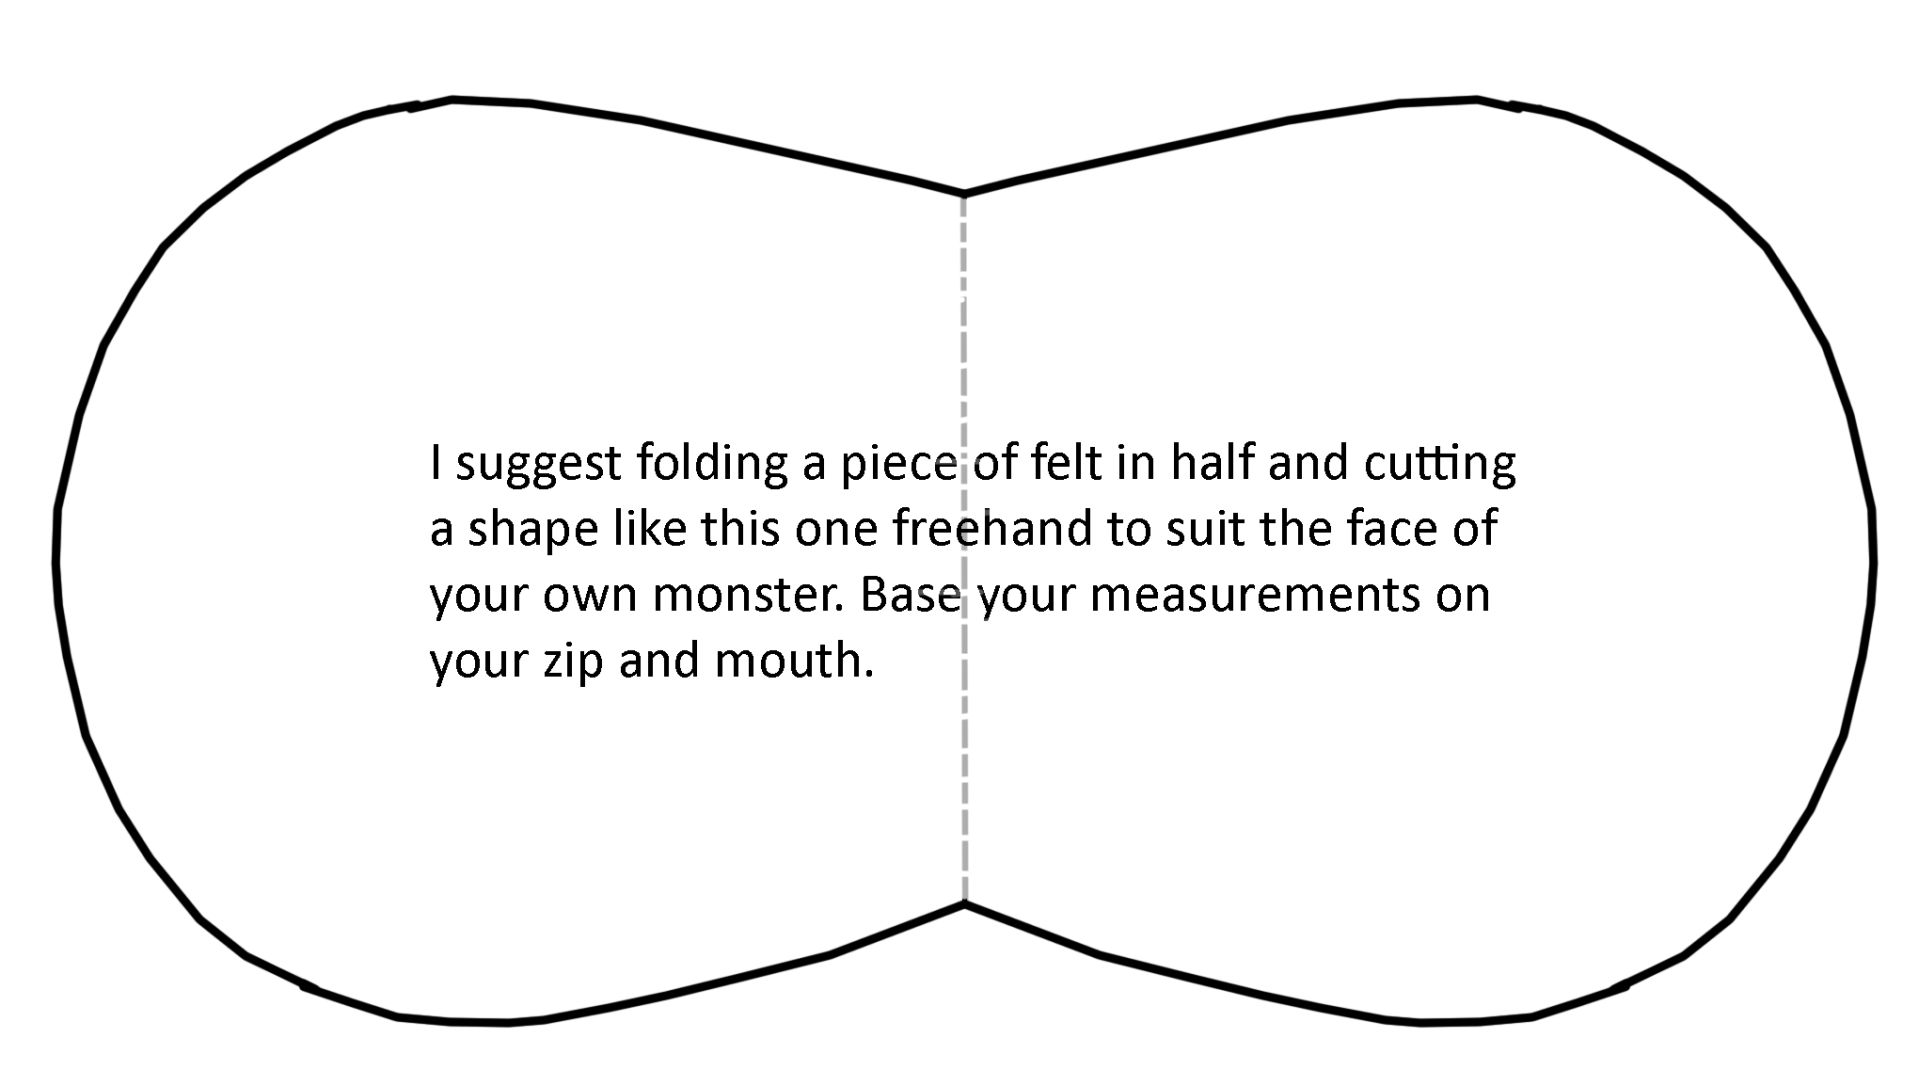 I suggest folding a piece of felt in half and cutting
a shape like this one freehand to suit the face of
your own monster. Base your measurements on
your zip and mouth.